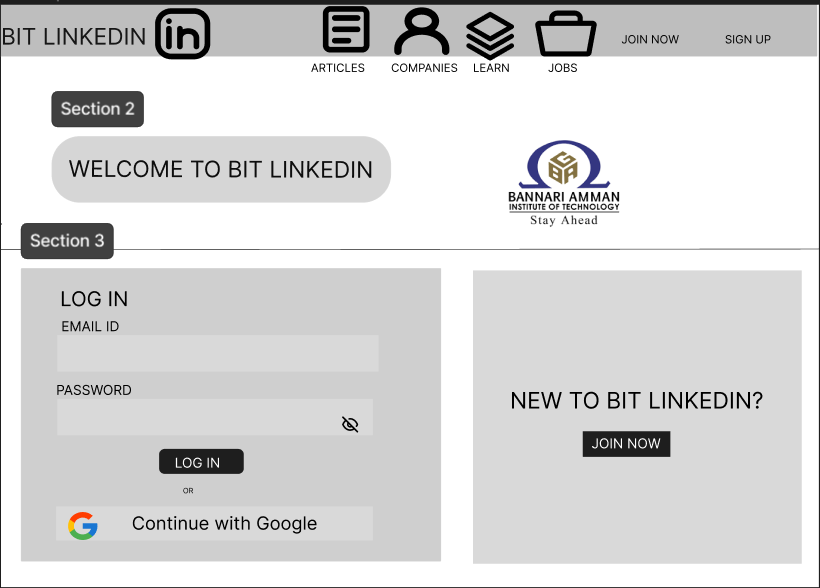 BIT LINKEDIN in
JOIN NOW SIGN UP
ARTICLES COMPANIES LEARN JOBS
Section 2
WELCOME TO BIT LINKEDIN
GBA
BANNARI AMMAN
INSTITUTE OF TECHNOLOGY
Stay Ahead
Section 3
LOG IN
EMAIL ID
PASSWORD
LOG IN
OR
G Continue with Google
NEW TO BIT LINKEDIN?
JOIN NOW